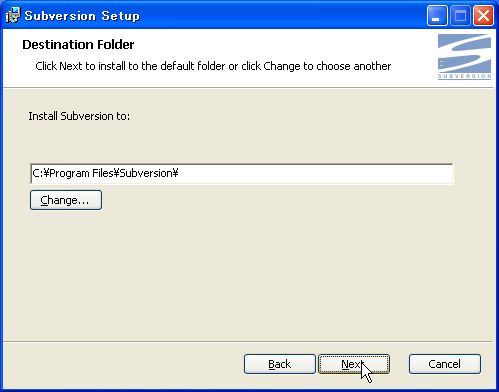 Subversion Setup
Destination Folder
Click Next to install to the default folder or click Change to choose another
SUBVERSION
Install Subversion to:
C:¥Program Files¥Subversion¥
Change...
Back
Next
Cancel